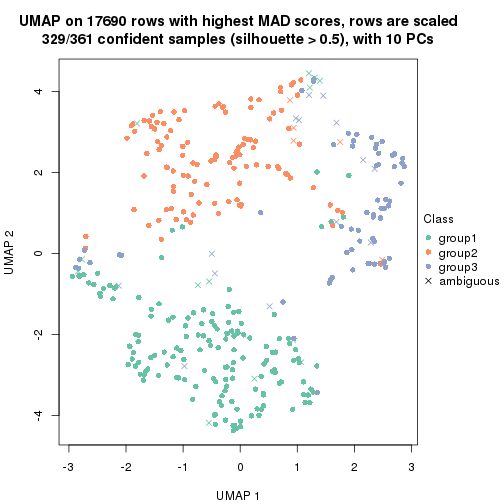 UMAP on 17690 rows with highest MAD scores, rows are scaled
329/361 confident samples (silhouette > 0.5), with 10 PCs
UMAP 2
4
2
0
-2
-4
-3 -2 -1 0 1 2 3
UMAP 1
Class
group1
group2
group3
ambiguous